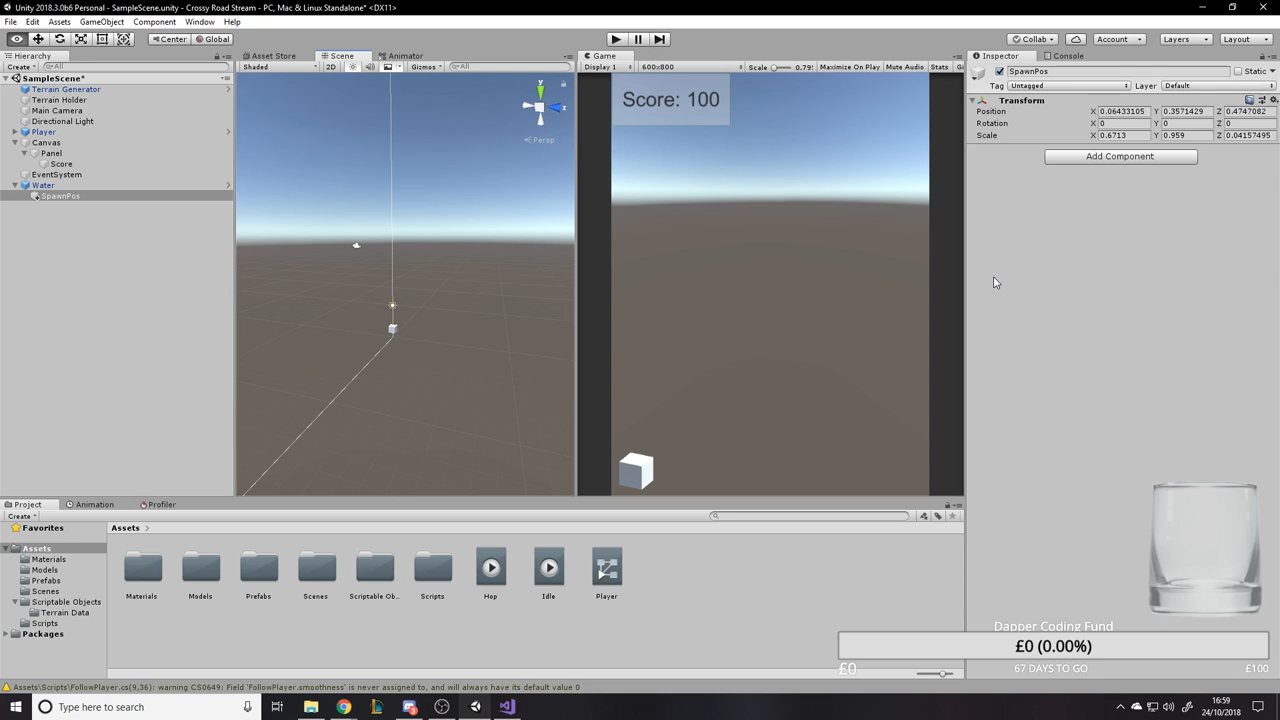 Unity 2018.3.0b6 Personal - SampleScene.unity - Crossy Road Stream - PC, Mac & Linux Standalone* <DX11>
File Edit Assets GameObject Component Window Help
Center Global Collab Account Layers Layout
Hierarchy Asset Store Scene Animator Game Inspector Console
Create All Shaded 2D Gizmos All Display 1 600x800 Scale 0.79 Maximize On Play Mute Audio Stats Gi
SpawnPos Static
Tag Untagged Layer Default
SampleScene*
Terrain Generator
Terrain Holder
Main Camera
Directional Light
Player
Canvas
Panel
Score
EventSystem
Water
SpawnPos
y
z
Persp
Score: 100
Transform
Position X 0.06433105 Y 0.3571429 Z 0.4747082
Rotation X 0 Y 0 Z 0
Scale X 0.6713 Y 0.959 Z 0.04157495
Add Component
Project Animation Profiler
Create
Favorites
Assets
Materials
Models
Prefabs
Scenes
Scriptable Objects
Terrain Data
Scripts
Packages
Assets
Materials Models Prefabs Scenes Scriptable Ob... Scripts Hop Idle Player
Dapper Coding Fund
£0 (0.00%)
£0 67 DAYS TO GO £100
Assets\Scripts\FollowPlayer.cs(9,36): warning CS0649: Field 'FollowPlayer.smoothness' is never assigned to, and will always have its default value 0
Type here to search
16:59
24/10/2018